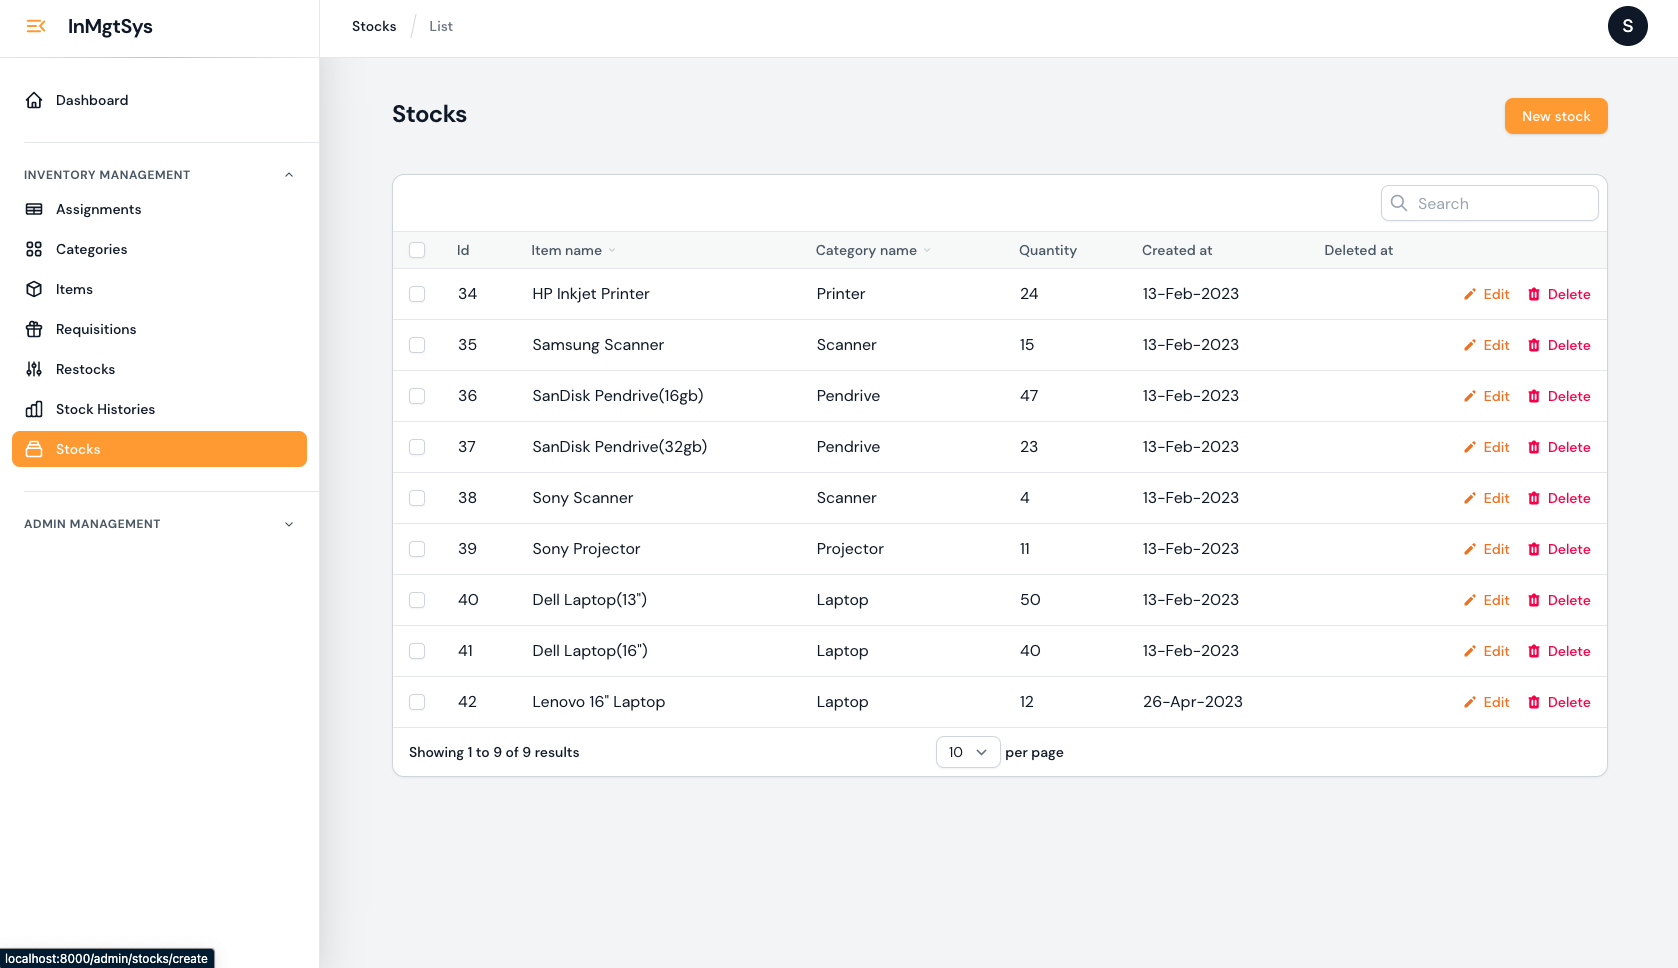 InMgtSys
Stocks / List
S
Dashboard
INVENTORY MANAGEMENT
Assignments
Categories
Items
Requisitions
Restocks
Stock Histories
Stocks
ADMIN MANAGEMENT
Stocks
New stock
Search
Id Item name Category name Quantity Created at Deleted at
34 HP Inkjet Printer Printer 24 13-Feb-2023 Edit Delete
35 Samsung Scanner Scanner 15 13-Feb-2023 Edit Delete
36 SanDisk Pendrive(16gb) Pendrive 47 13-Feb-2023 Edit Delete
37 SanDisk Pendrive(32gb) Pendrive 23 13-Feb-2023 Edit Delete
38 Sony Scanner Scanner 4 13-Feb-2023 Edit Delete
39 Sony Projector Projector 11 13-Feb-2023 Edit Delete
40 Dell Laptop(13") Laptop 50 13-Feb-2023 Edit Delete
41 Dell Laptop(16") Laptop 40 13-Feb-2023 Edit Delete
42 Lenovo 16" Laptop Laptop 12 26-Apr-2023 Edit Delete
Showing 1 to 9 of 9 results 10 per page
localhost:8000/admin/stocks/create